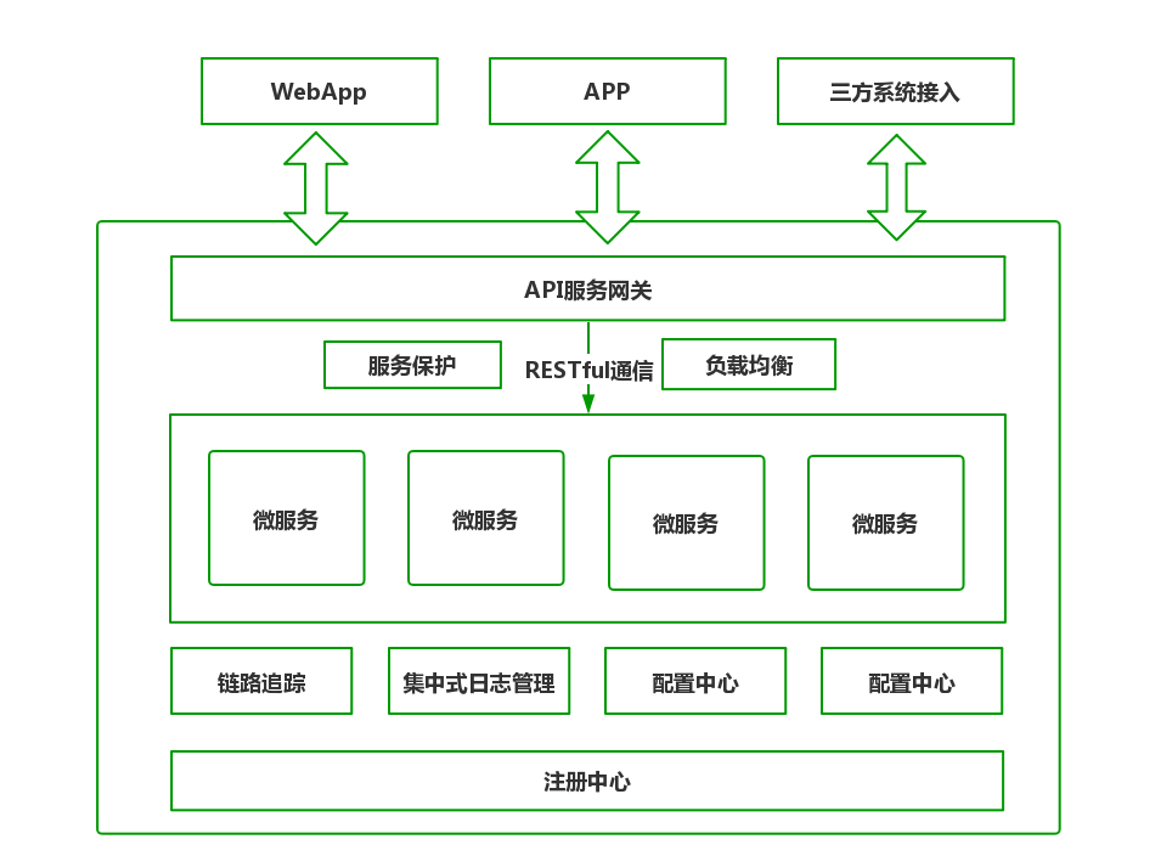 WebApp
APP
三方系统接入
API服务网关
服务保护
RESTful通信
负载均衡
微服务
微服务
微服务
微服务
链路追踪
集中式日志管理
配置中心
配置中心
注册中心